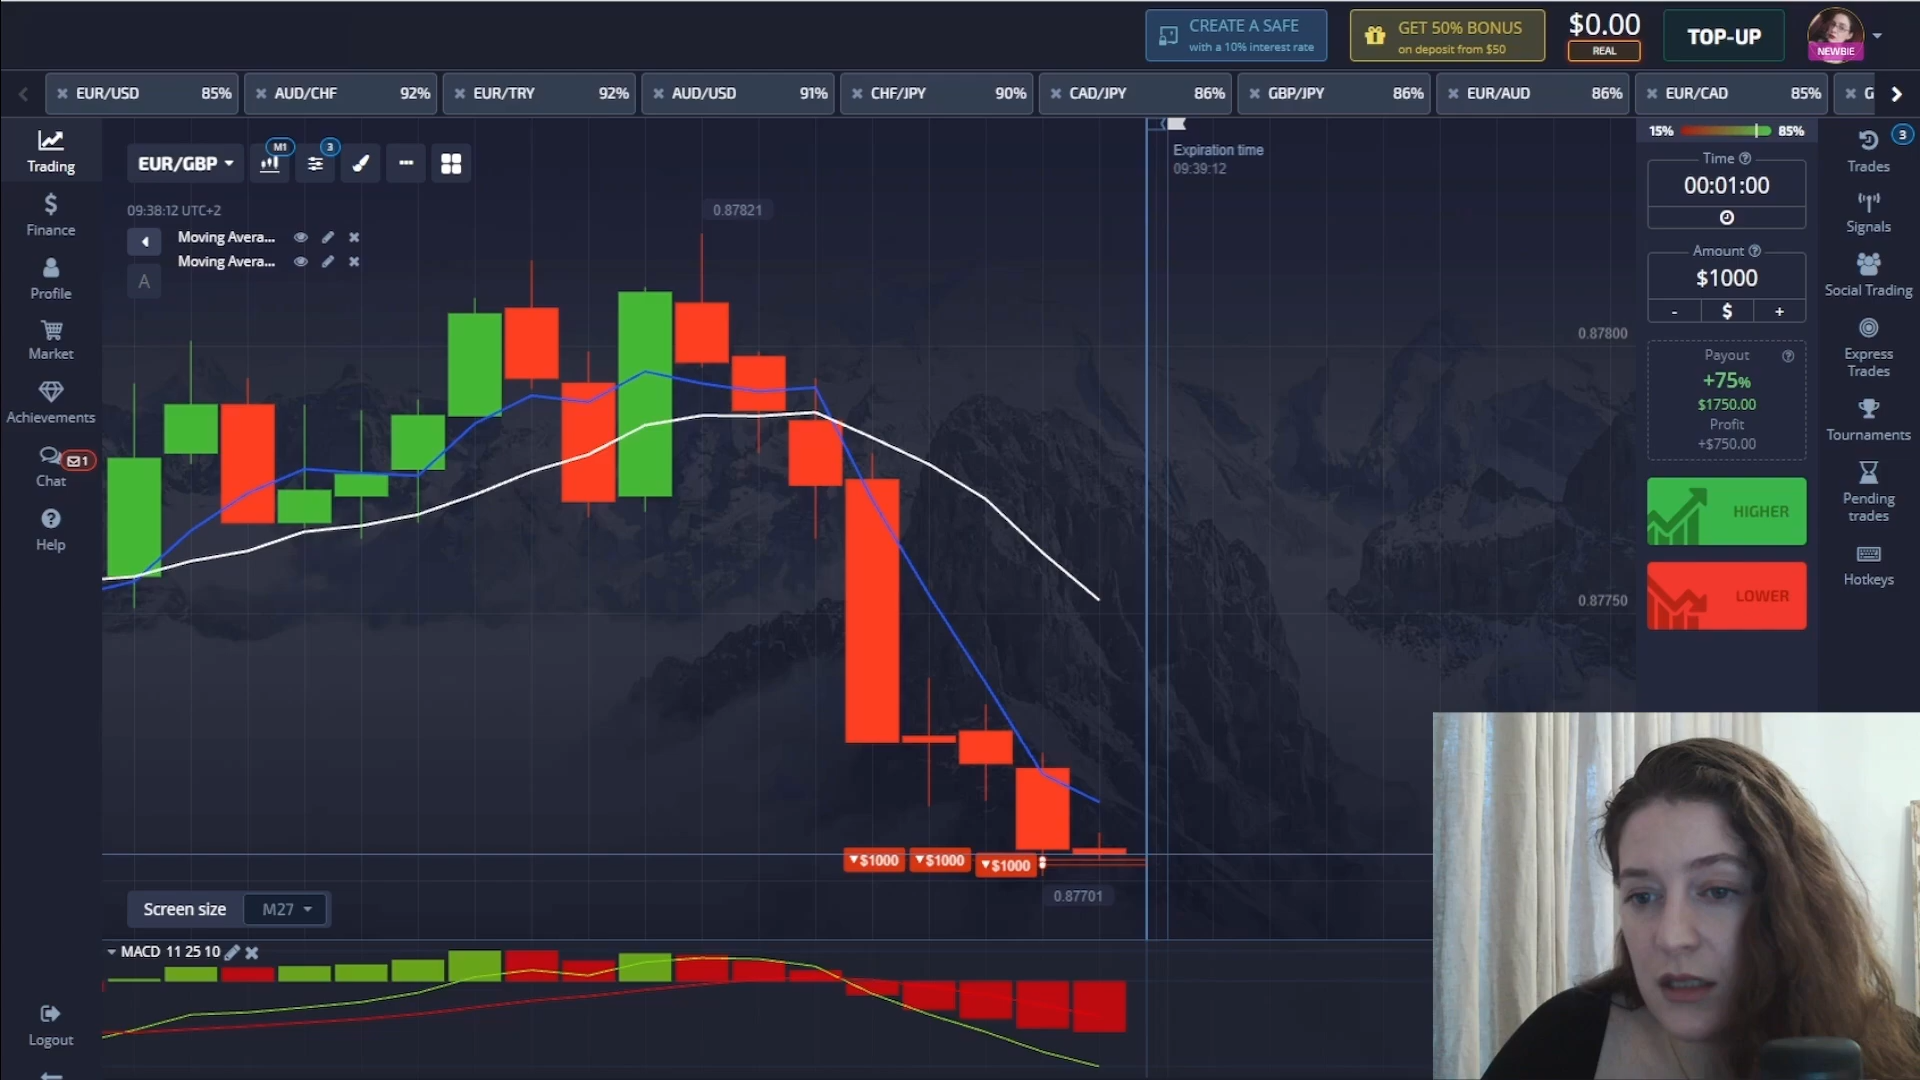 CREATE A SAFE
with a 10% interest rate
GET 50% BONUS
on deposit from $50
$0.00
REAL
TOP-UP
NEWBIE
EUR/USD 85%
AUD/CHF 92%
EUR/TRY 92%
AUD/USD 91%
CHF/JPY 90%
CAD/JPY 86%
GBP/JPY 86%
EUR/AUD 86%
EUR/CAD 85%
G
Trading
Finance
Profile
Market
Achievements
1
Chat
Help
Logout
EUR/GBP
M1
3
09:38:12 UTC+2
Moving Avera...
Moving Avera...
A
0.87821
Expiration time
09:39:12
0.87800
0.87750
$1000
$1000
$1000
0.87701
Screen size
M27
MACD 11 25 10
15% 85%
Time
00:01:00
Amount
$1000
- $ +
Payout
+75%
$1750.00
Profit
+$750.00
HIGHER
LOWER
3
Trades
Signals
Social Trading
Express
Trades
Tournaments
Pending
trades
Hotkeys